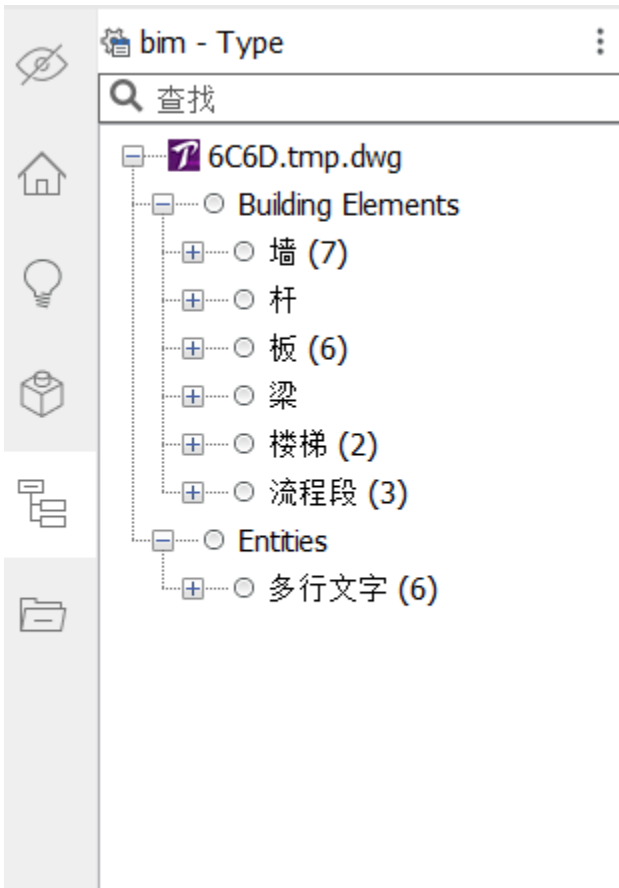 bim - Type
查找
6C6D.tmp.dwg
Building Elements
墙 (7)
杆
板 (6)
梁
楼梯 (2)
流程段 (3)
Entities
多行文字 (6)